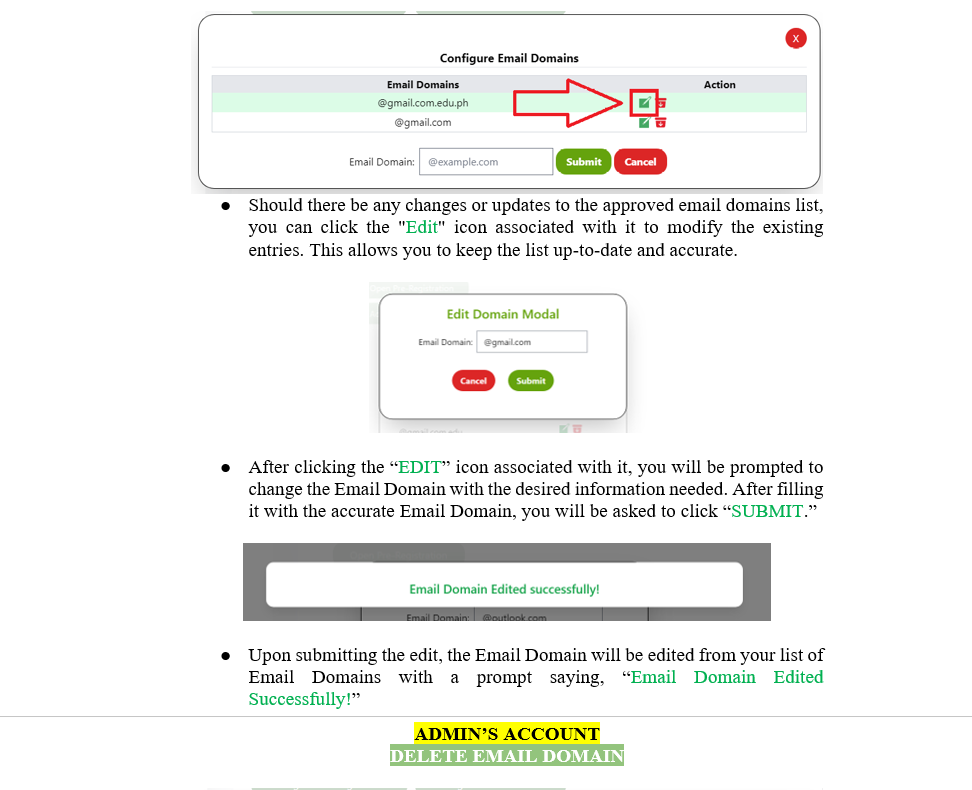 X
Configure Email Domains
Email Domains Action
@gmail.com.edu.ph
@gmail.com
Email Domain: @example.com Submit Cancel
● Should there be any changes or updates to the approved email domains list,
you can click the "Edit" icon associated with it to modify the existing
entries. This allows you to keep the list up-to-date and accurate.
Edit Domain Modal
Email Domain: @gmail.com
Cancel Submit
● After clicking the “EDIT” icon associated with it, you will be prompted to
change the Email Domain with the desired information needed. After filling
it with the accurate Email Domain, you will be asked to click “SUBMIT.”
Email Domain Edited successfully!
Email Domain: @outlook.com
● Upon submitting the edit, the Email Domain will be edited from your list of
Email Domains with a prompt saying, “Email Domain Edited
Successfully!”
ADMIN’S ACCOUNT
DELETE EMAIL DOMAIN